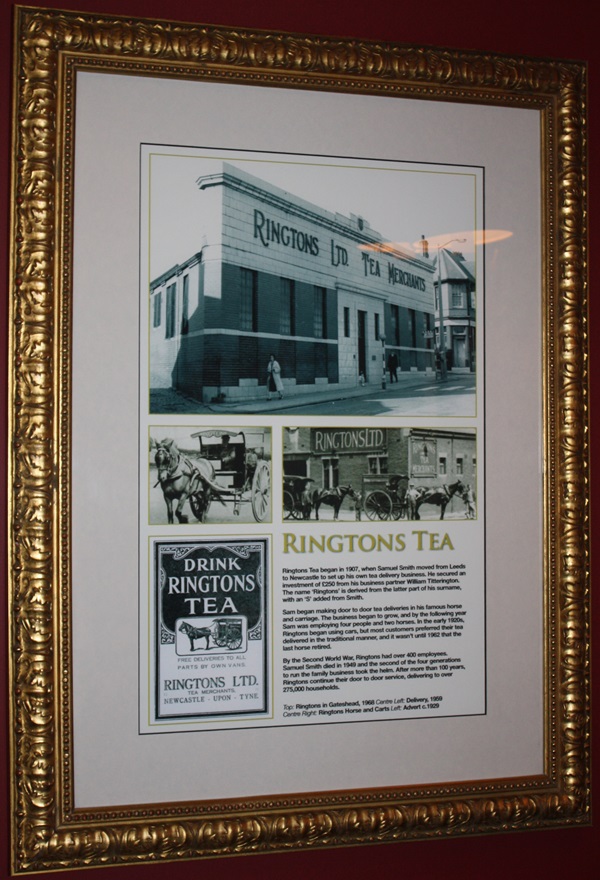 RINGTONS LTD. TEA MERCHANTS
RINGTONS LTD
MERCHANTS
DRINK
RINGTONS
TEA
FREE DELIVERIES TO ALL
PARTS BY OWN VANS.
RINGTONS LTD.
TEA MERCHANTS,
NEWCASTLE-UPON-TYNE.
RINGTONS TEA
Ringtons Tea began in 1907, when Samuel Smith moved from Leeds
to Newcastle to set up his own tea delivery business. He secured an
investment of £250 from his business partner William Titterington.
The name 'Ringtons' is derived from the latter part of his surname,
with an 'S' added from Smith.
Sam began making door to door tea deliveries in his famous horse
and carriage. The business began to grow, and by the following year
Sam was employing four people and two horses. In the early 1920s,
Ringtons began using cars, but most customers preferred their tea
delivered in the traditional manner, and it wasn't until 1962 that the
last horse retired.
By the Second World War, Ringtons had over 400 employees.
Samuel Smith died in 1949 and the second of the four generations
to run the family business took the helm. After more than 100 years,
Ringtons continue their door to door service, delivering to over
275,000 households.
Top: Ringtons in Gateshead, 1968 Centre Left: Delivery, 1959
Centre Right: Ringtons Horse and Carts Left: Advert c.1929